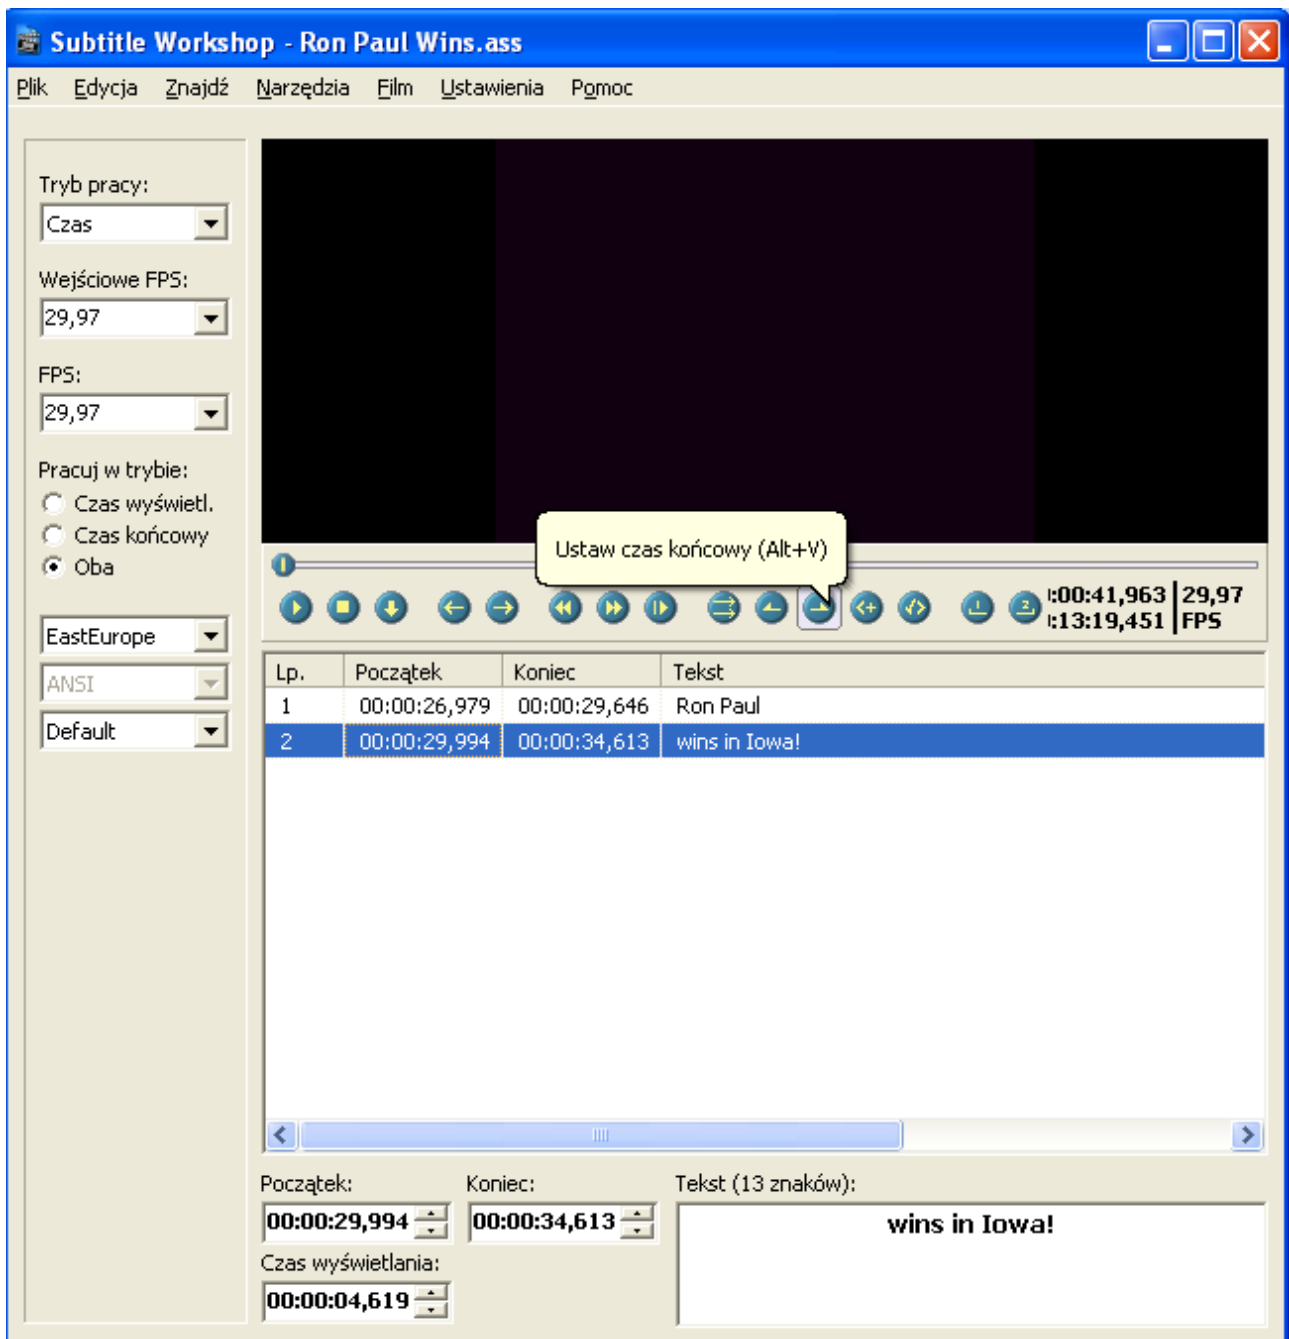 Subtitle Workshop - Ron Paul Wins.ass
Plik Edycja Znajdź Narzędzia Film Ustawienia Pomoc
Tryb pracy:
Czas
Wejściowe FPS:
29,97
FPS:
29,97
Pracuj w trybie:
Czas wyświetl.
Czas końcowy
Oba
EastEurope
ANSI
Default
Ustaw czas końcowy (Alt+V)
:00:41,963 29,97
:13:19,451 FPS
Lp. Początek Koniec Tekst
1 00:00:26,979 00:00:29,646 Ron Paul
2 00:00:29,994 00:00:34,613 wins in Iowa!
Początek: Koniec: Tekst (13 znaków):
00:00:29,994 00:00:34,613 wins in Iowa!
Czas wyświetlania:
00:00:04,619